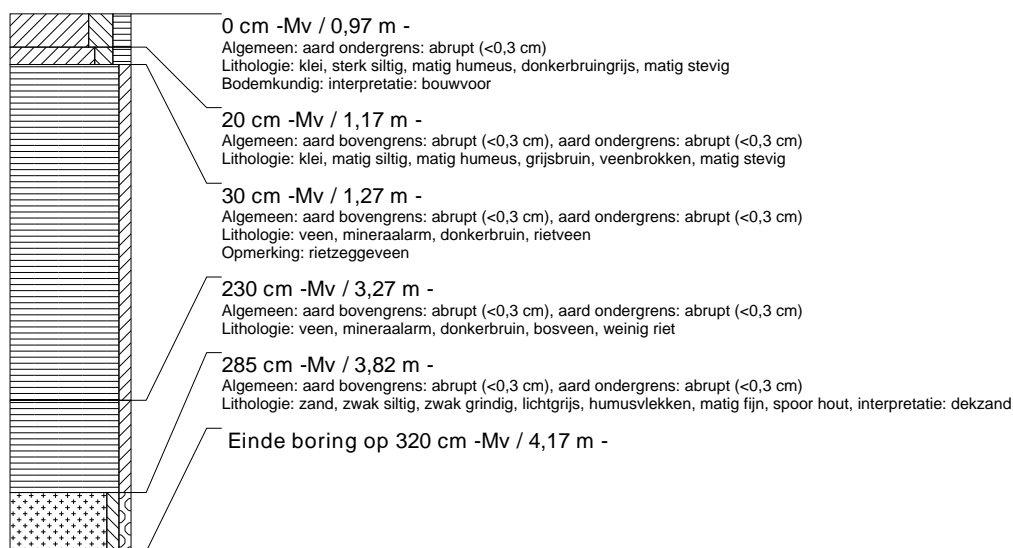 0 cm -Mv / 0,97 m -
Algemeen: aard ondergrens: abrupt (<0,3 cm)
Lithologie: klei, sterk siltig, matig humeus, donkerbruingrijs, matig stevig
Bodemkundig: interpretatie: bouwvoor
20 cm -Mv / 1,17 m -
Algemeen: aard bovengrens: abrupt (<0,3 cm), aard ondergrens: abrupt (<0,3 cm)
Lithologie: klei, matig siltig, matig humeus, grijsbruin, veenbrokken, matig stevig
30 cm -Mv / 1,27 m -
Algemeen: aard bovengrens: abrupt (<0,3 cm), aard ondergrens: abrupt (<0,3 cm)
Lithologie: veen, mineraalarm, donkerbruin, rietveen
Opmerking: rietzeggeveen
230 cm -Mv / 3,27 m -
Algemeen: aard bovengrens: abrupt (<0,3 cm), aard ondergrens: abrupt (<0,3 cm)
Lithologie: veen, mineraalarm, donkerbruin, bosveen, weinig riet
285 cm -Mv / 3,82 m -
Algemeen: aard bovengrens: abrupt (<0,3 cm), aard ondergrens: abrupt (<0,3 cm)
Lithologie: zand, zwak siltig, zwak grindig, lichtgrijs, humusvlekken, matig fijn, spoor hout, interpretatie: dekzand
Einde boring op 320 cm -Mv / 4,17 m -